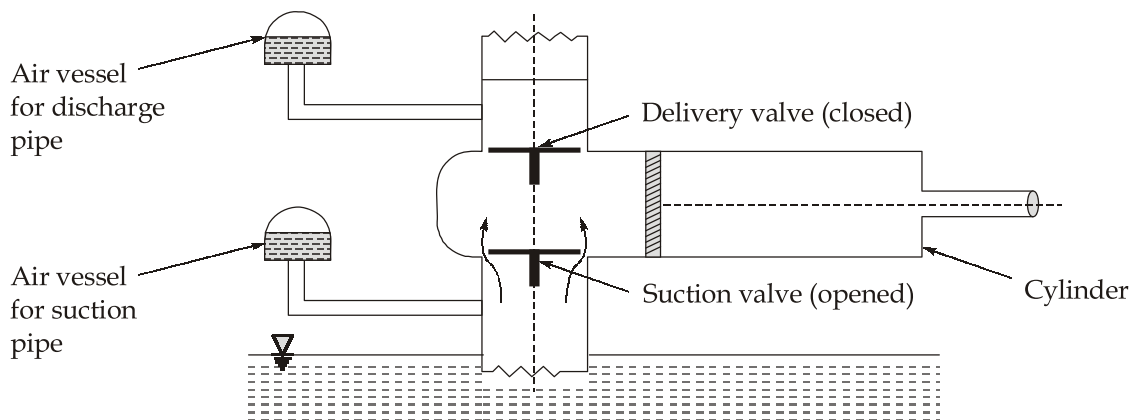 Air vessel
for discharge
pipe
Delivery valve (closed)
Air vessel
for suction
pipe
Suction valve (opened)
Cylinder